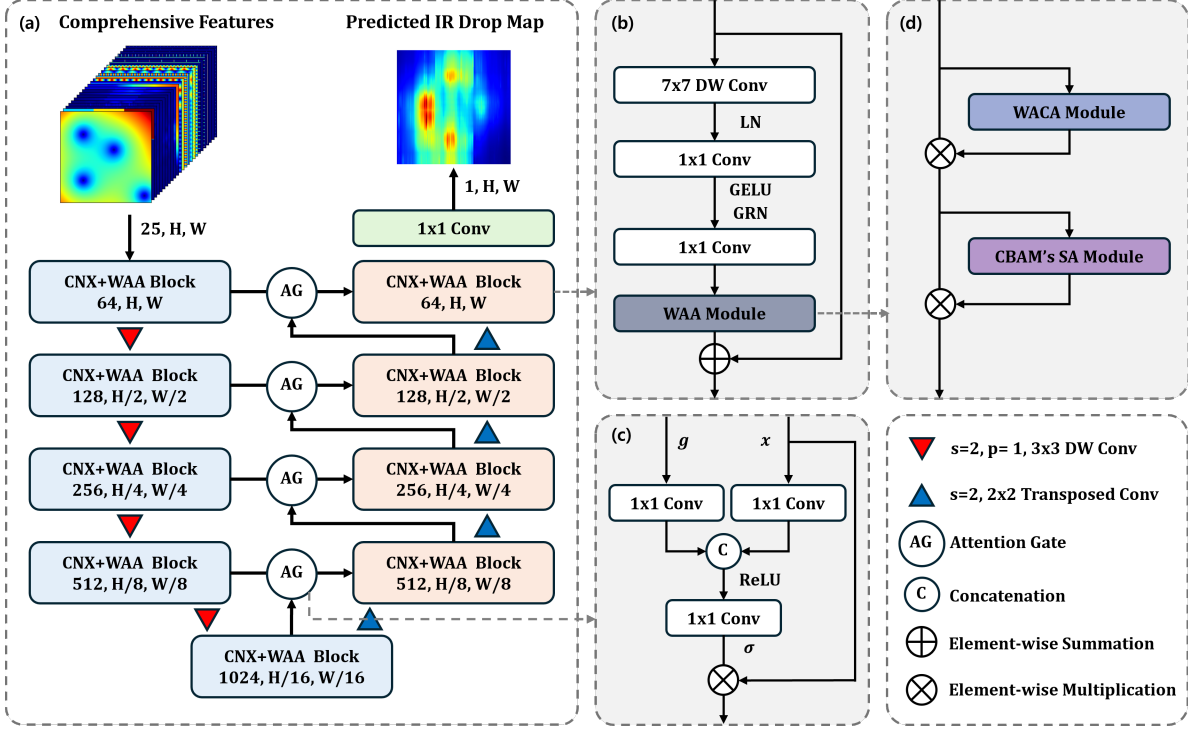 (a)
Comprehensive Features
Predicted IR Drop Map
25, H, W
1, H, W
1x1 Conv
CNX+WAA Block
64, H, W
AG
CNX+WAA Block
64, H, W
CNX+WAA Block
128, H/2, W/2
AG
CNX+WAA Block
128, H/2, W/2
CNX+WAA Block
256, H/4, W/4
AG
CNX+WAA Block
256, H/4, W/4
CNX+WAA Block
512, H/8, W/8
AG
CNX+WAA Block
512, H/8, W/8
CNX+WAA Block
1024, H/16, W/16
(b)
7x7 DW Conv
LN
1x1 Conv
GELU
GRN
1x1 Conv
WAA Module
(c)
g
x
1x1 Conv
1x1 Conv
C
ReLU
1x1 Conv
σ
(d)
WACA Module
CBAM's SA Module
s=2, p= 1, 3x3 DW Conv
s=2, 2x2 Transposed Conv
AG
Attention Gate
C
Concatenation
Element-wise Summation
Element-wise Multiplication